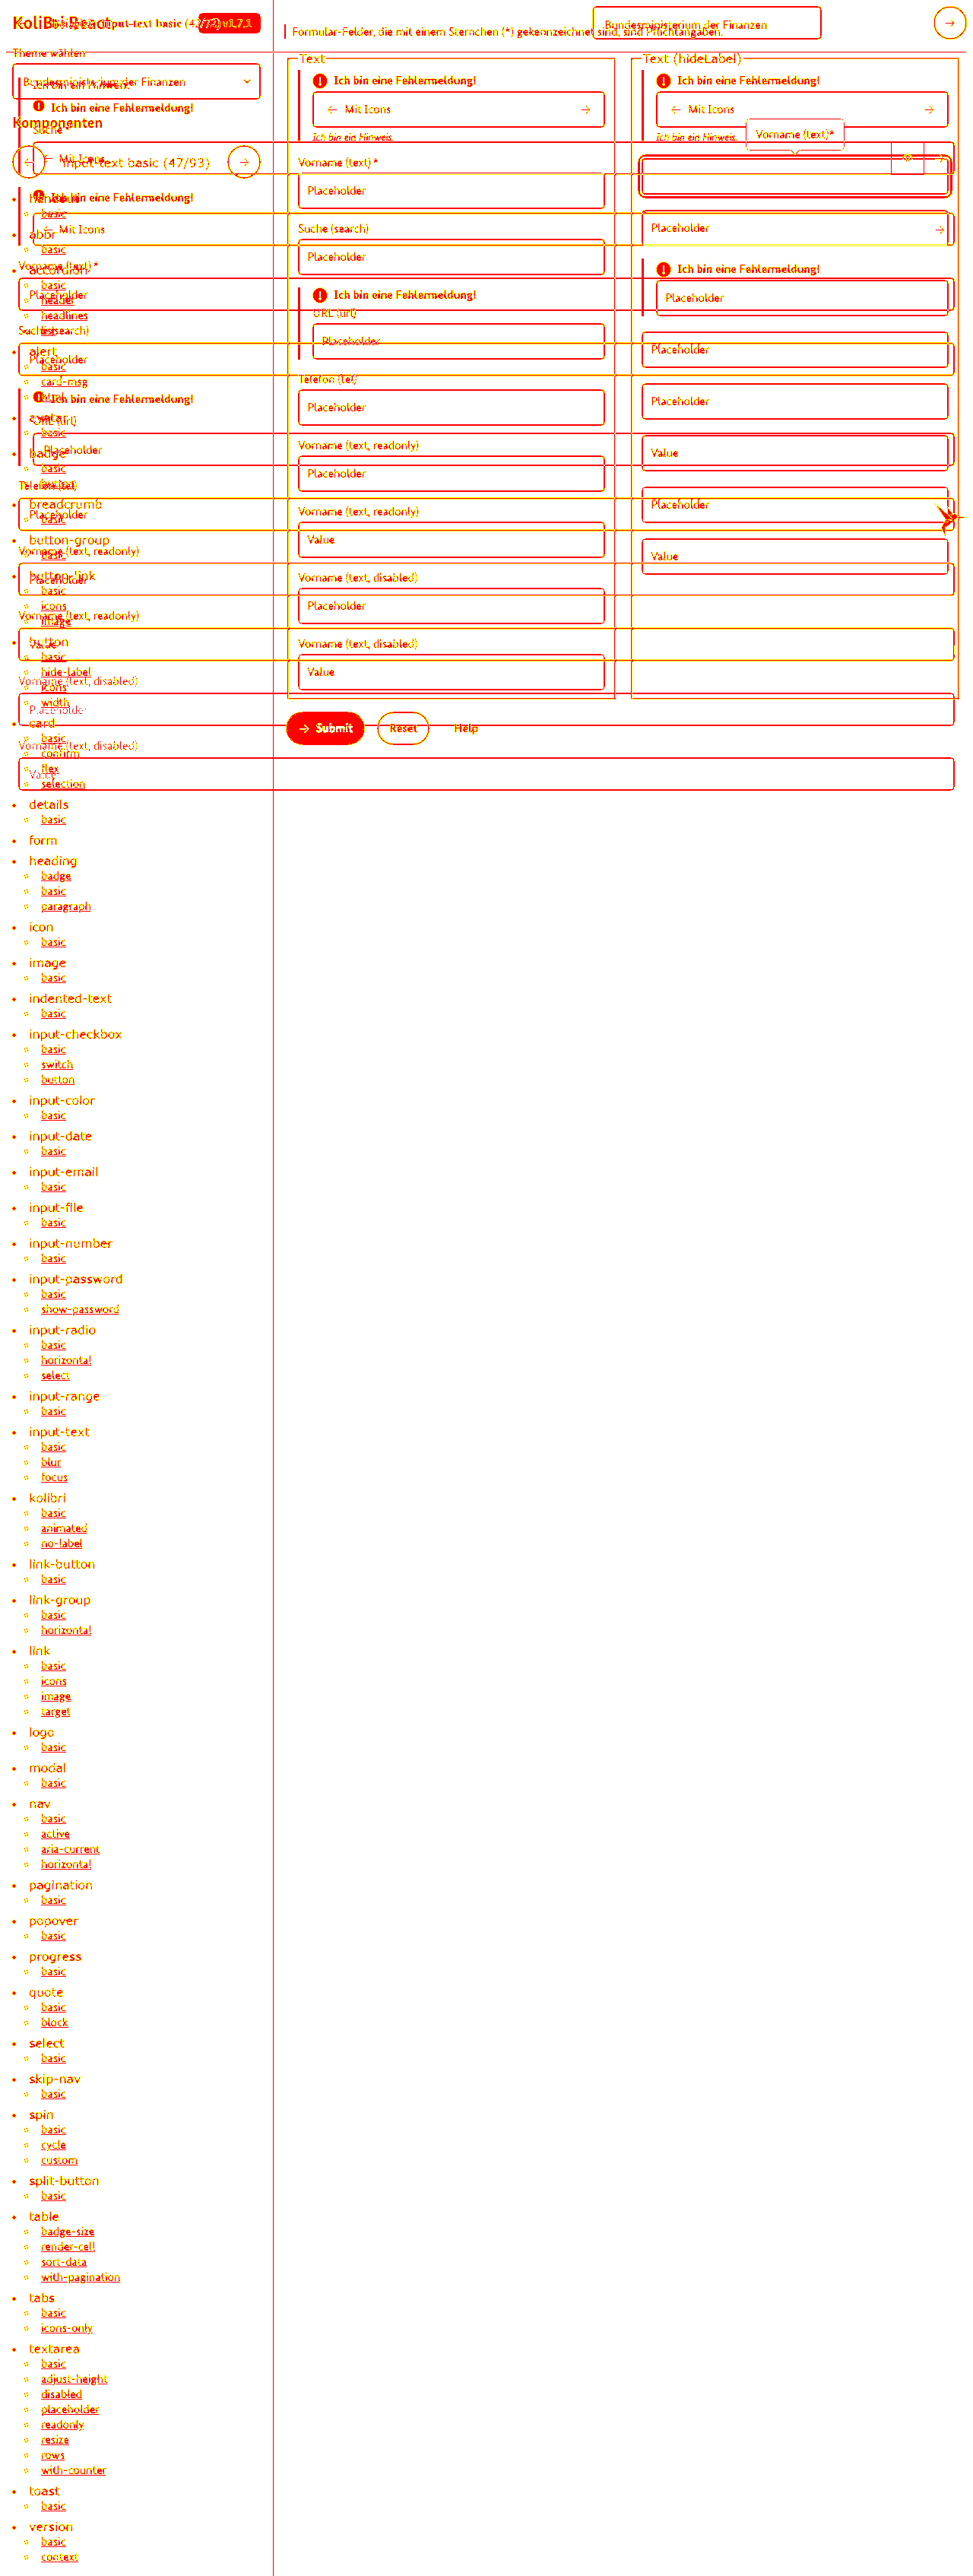 KoliBri React
Theme wählen
Bundesministerium der Finanzen
Ich bin ein Hinweis.
Ich bin eine Fehlermeldung!
Komponenten
Suche
Mit Icons
input-text basic (47/93)
Ich bin eine Fehlermeldung!
handout
basic
Mit Icons
abbr
basic
Vorname (text) *
accordion
basic
Placeholder
header
headlines
Suche (search)
alert
Placeholder
basic
card-msg
html
Ich bin eine Fehlermeldung!
avatar
URL (url)
basic
badge
Placeholder
basic
button
Telefon (tel)
breadcrumb
Placeholder
basic
button-group
Vorname (text, readonly)
basic
button-link
Placeholder
basic
icons
Vorname (text, readonly)
image
button
Value
basic
hide-label
Vorname (text, disabled)
icons
width
Placeholder
card
basic
Vorname (text, disabled)
confirm
flex
Value
selection
details
basic
form
heading
badge
basic
paragraph
icon
basic
image
basic
indented-text
basic
input-checkbox
basic
switch
button
input-color
basic
input-date
basic
input-email
basic
input-file
basic
input-number
basic
input-password
basic
show-password
input-radio
basic
horizontal
select
input-range
basic
input-text
basic
blur
focus
kolibri
basic
animated
no-label
link-button
basic
link-group
basic
horizontal
link
basic
icons
image
target
logo
basic
modal
basic
nav
basic
active
aria-current
horizontal
pagination
basic
popover
basic
progress
basic
quote
basic
block
select
basic
skip-nav
basic
spin
basic
cycle
custom
split-button
basic
table
badge-size
render-cell
sort-data
with-pagination
tabs
basic
icons-only
textarea
basic
adjust-height
disabled
placeholder
readonly
resize
rows
with-counter
toast
basic
version
basic
context
Formular-Felder, die mit einem Sternchen (*) gekennzeichnet sind, sind Pflichtangaben.
Bundesministerium der Finanzen
Text
Ich bin eine Fehlermeldung!
Mit Icons
Ich bin ein Hinweis.
Vorname (text) *
Placeholder
Suche (search)
Placeholder
Ich bin eine Fehlermeldung!
URL (url)
Placeholder
Telefon (tel)
Placeholder
Vorname (text, readonly)
Placeholder
Vorname (text, readonly)
Value
Vorname (text, disabled)
Placeholder
Vorname (text, disabled)
Value
Text (hideLabel)
Ich bin eine Fehlermeldung!
Mit Icons
Ich bin ein Hinweis.
Vorname (text)*
Placeholder
Ich bin eine Fehlermeldung!
Placeholder
Placeholder
Placeholder
Value
Placeholder
Value
Submit
Reset
Help